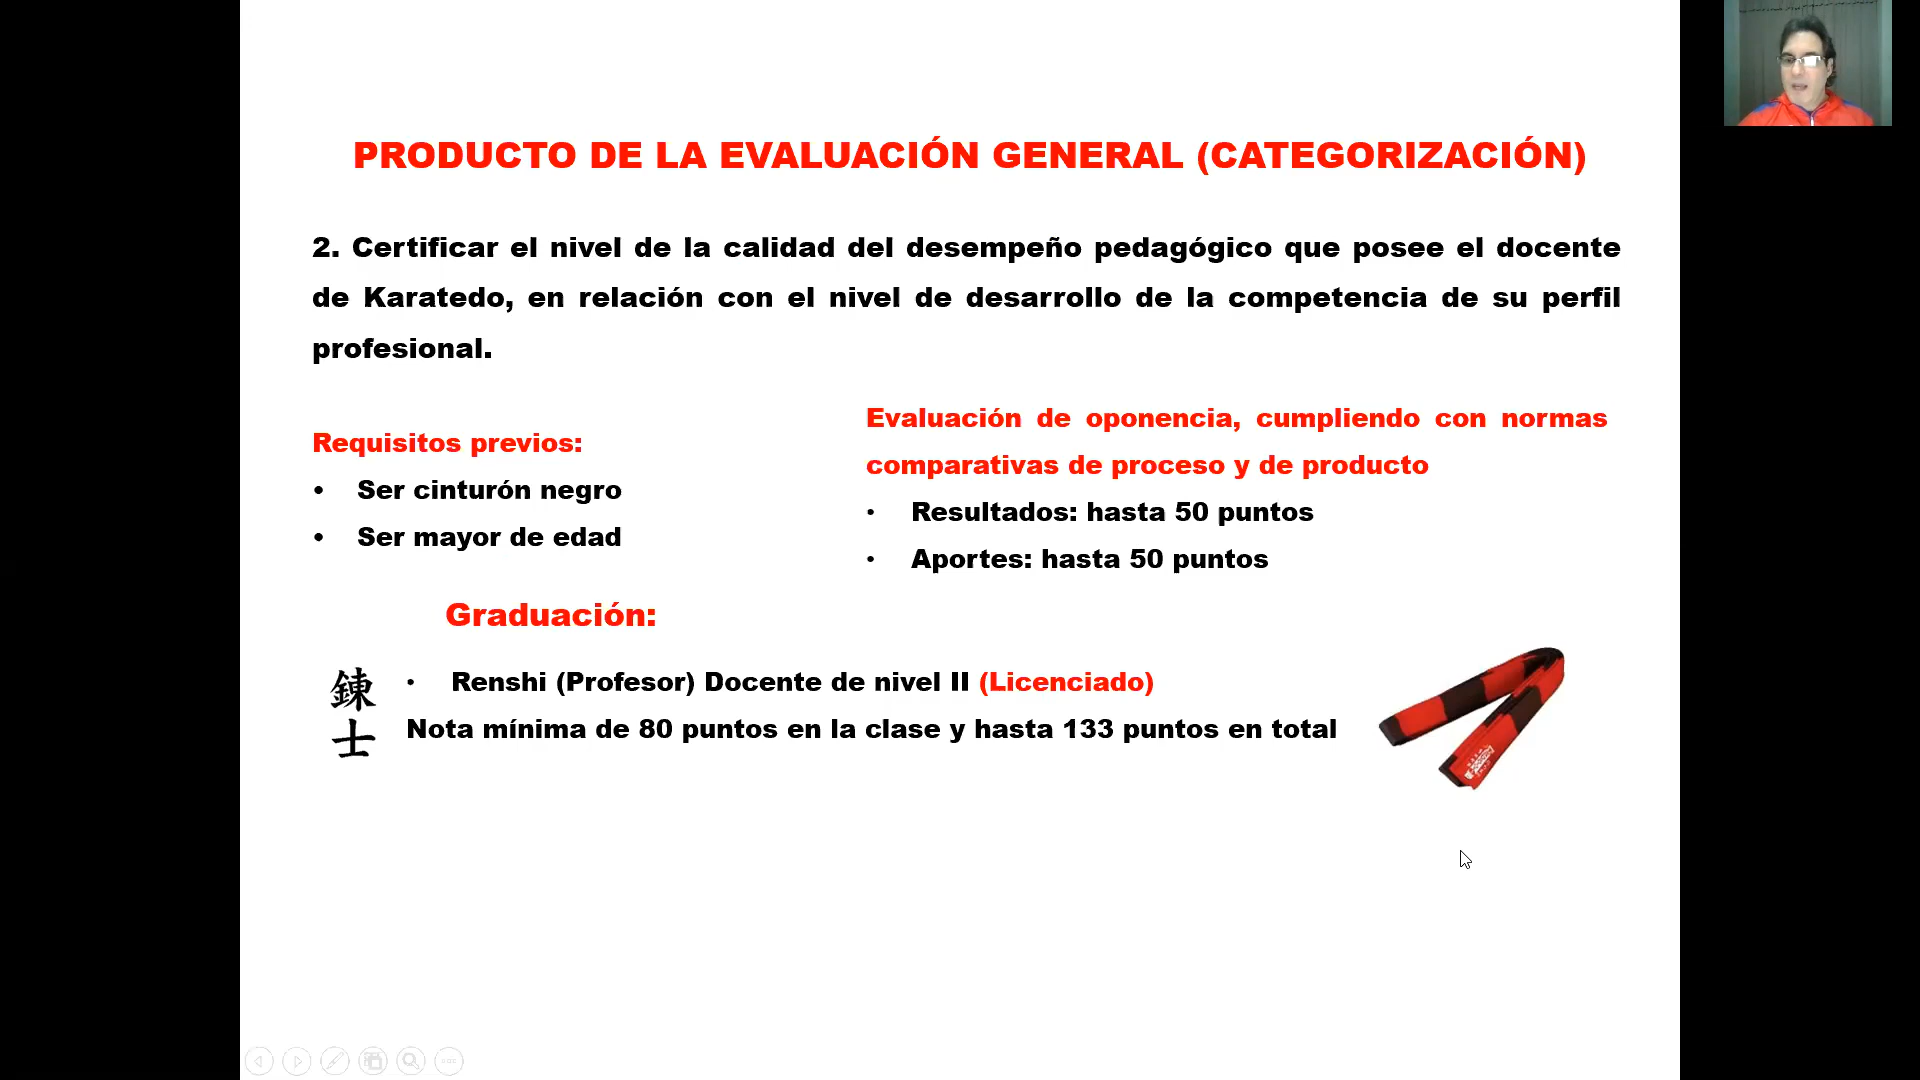 PRODUCTO DE LA EVALUACIÓN GENERAL (CATEGORIZACIÓN)
2. Certificar el nivel de la calidad del desempeño pedagógico que posee el docente
de Karatedo, en relación con el nivel de desarrollo de la competencia de su perfil
profesional.
Requisitos previos:
• Ser cinturón negro
• Ser mayor de edad
Evaluación de oponencia, cumpliendo con normas
comparativas de proceso y de producto
• Resultados: hasta 50 puntos
• Aportes: hasta 50 puntos
Graduación:
錬士
• Renshi (Profesor) Docente de nivel II (Licenciado)
Nota mínima de 80 puntos en la clase y hasta 133 puntos en total